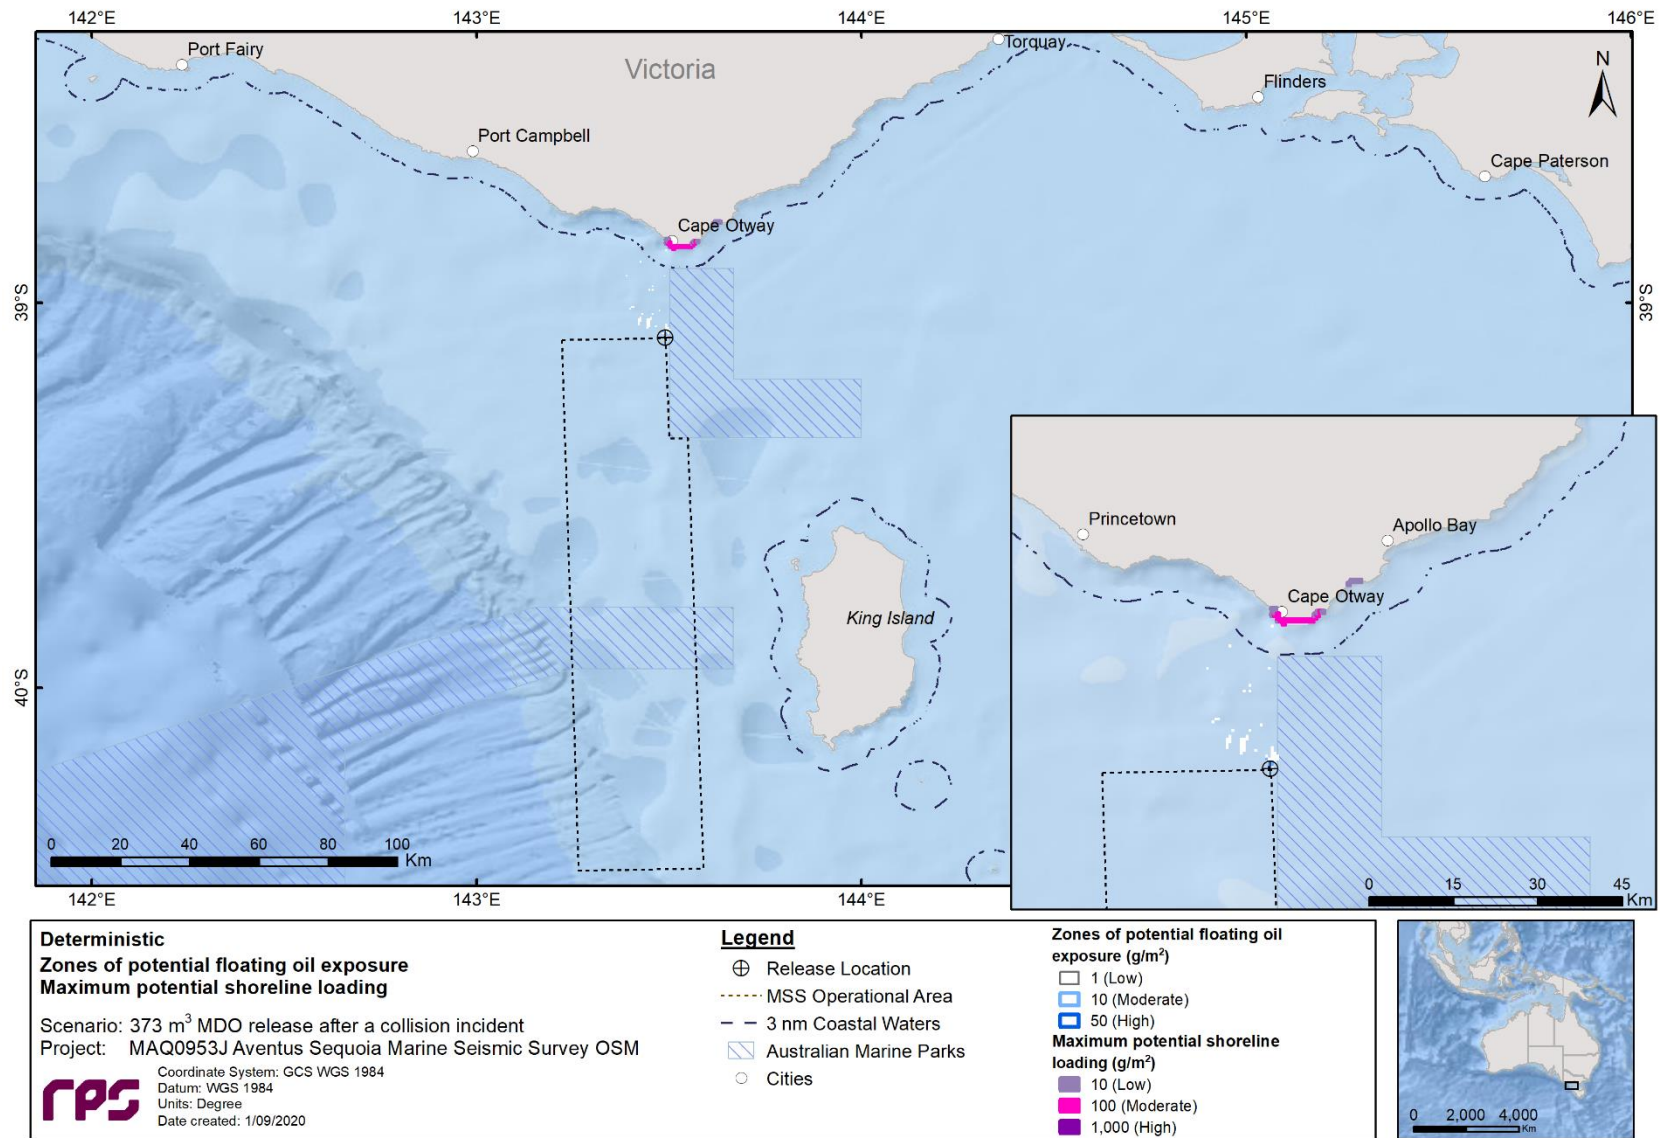 142°E
143°E
144°E
145°E
146°E
Port Fairy
Victoria
Torquay
Flinders
N
Port Campbell
Cape Paterson
Cape Otway
39°S
39°S
King Island
40°S
Princetown
Apollo Bay
Cape Otway
0 20 40 60 80 100
Km
0 15 30 45
Km
142°E
143°E
144°E
Deterministic
Zones of potential floating oil exposure
Maximum potential shoreline loading
Scenario: 373 m³ MDO release after a collision incident
Project: MAQ0953J Aventus Sequoia Marine Seismic Survey OSM
rps
Coordinate System: GCS WGS 1984
Datum: WGS 1984
Units: Degree
Date created: 1/09/2020
Legend
Release Location
MSS Operational Area
3 nm Coastal Waters
Australian Marine Parks
Cities
Zones of potential floating oil
exposure (g/m²)
1 (Low)
10 (Moderate)
50 (High)
Maximum potential shoreline
loading (g/m²)
10 (Low)
100 (Moderate)
1,000 (High)
0 2,000 4,000
Km